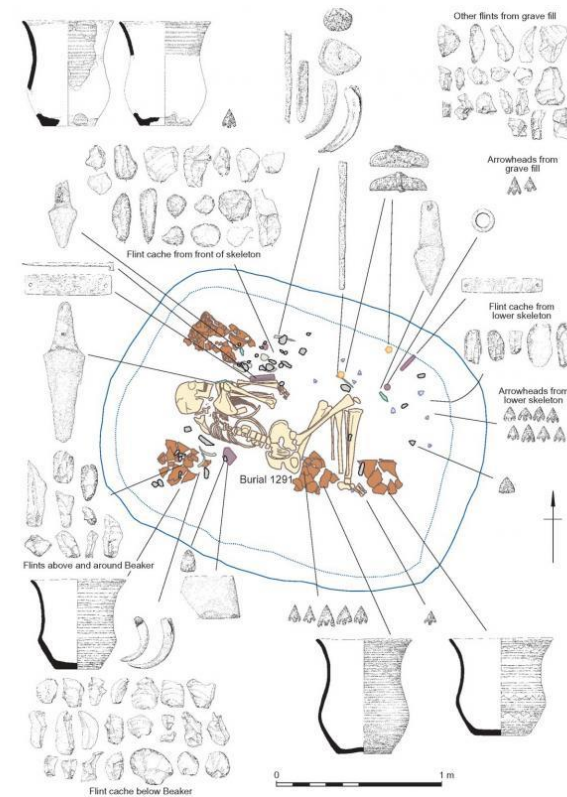 Other flints from grave fill
Arrowheads from
grave fill
Flint cache from front of skeleton
Flint cache from
lower skeleton
Arrowheads from
lower skeleton
Burial 1291
Flints above and around Beaker
Flint cache below Beaker
0
1 m